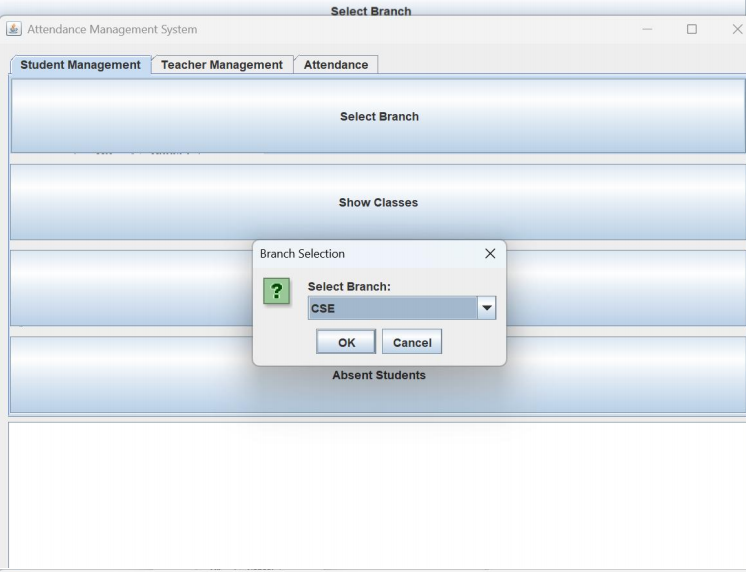 Select Branch
Attendance Management System
Student Management Teacher Management Attendance
Select Branch
Show Classes
Branch Selection
?
Select Branch:
CSE
OK Cancel
Absent Students